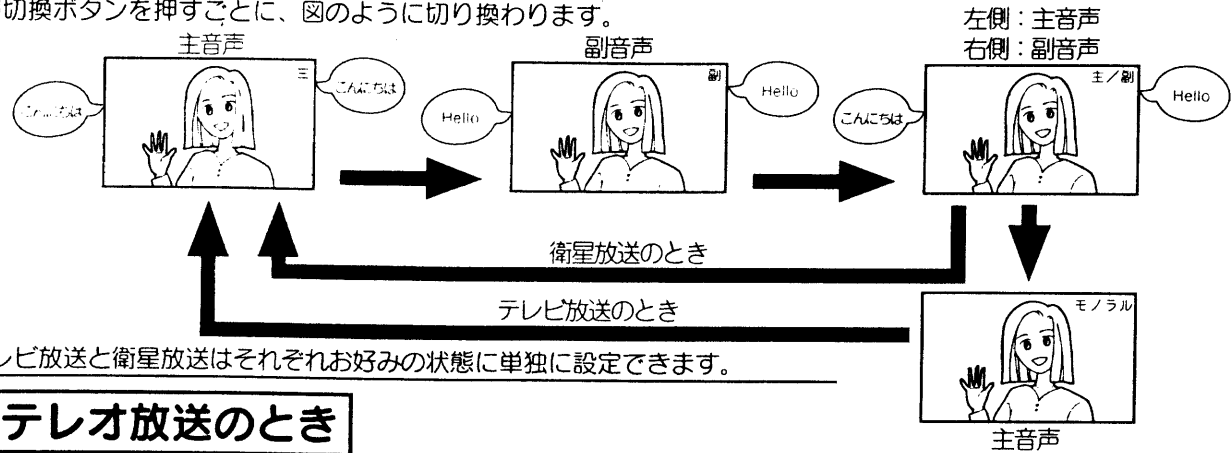 切換ボタンを押すごとに、図のように切り換わります。
主音声
副音声
左側：主音声
右側：副音声
こんにちは
こんにちは
Hello
副
Hello
こんにちは
主／副
Hello
衛星放送のとき
テレビ放送のとき
モノラル
主音声
レビ放送と衛星放送はそれぞれお好みの状態に単独に設定できます。
テレオ放送のとき